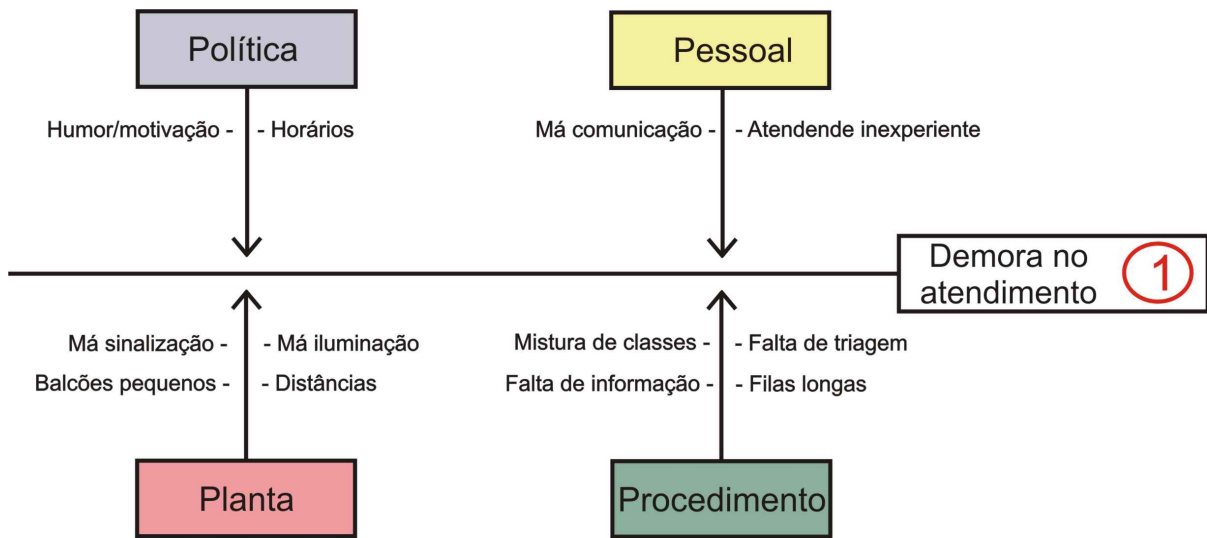 Política
Pessoal
Humor/motivação - - Horários
Má comunicação - - Atendende inexperiente
Demora no
atendimento
1
Má sinalização - - Má iluminação
Balcões pequenos - - Distâncias
Mistura de classes - - Falta de triagem
Falta de informação - - Filas longas
Planta
Procedimento